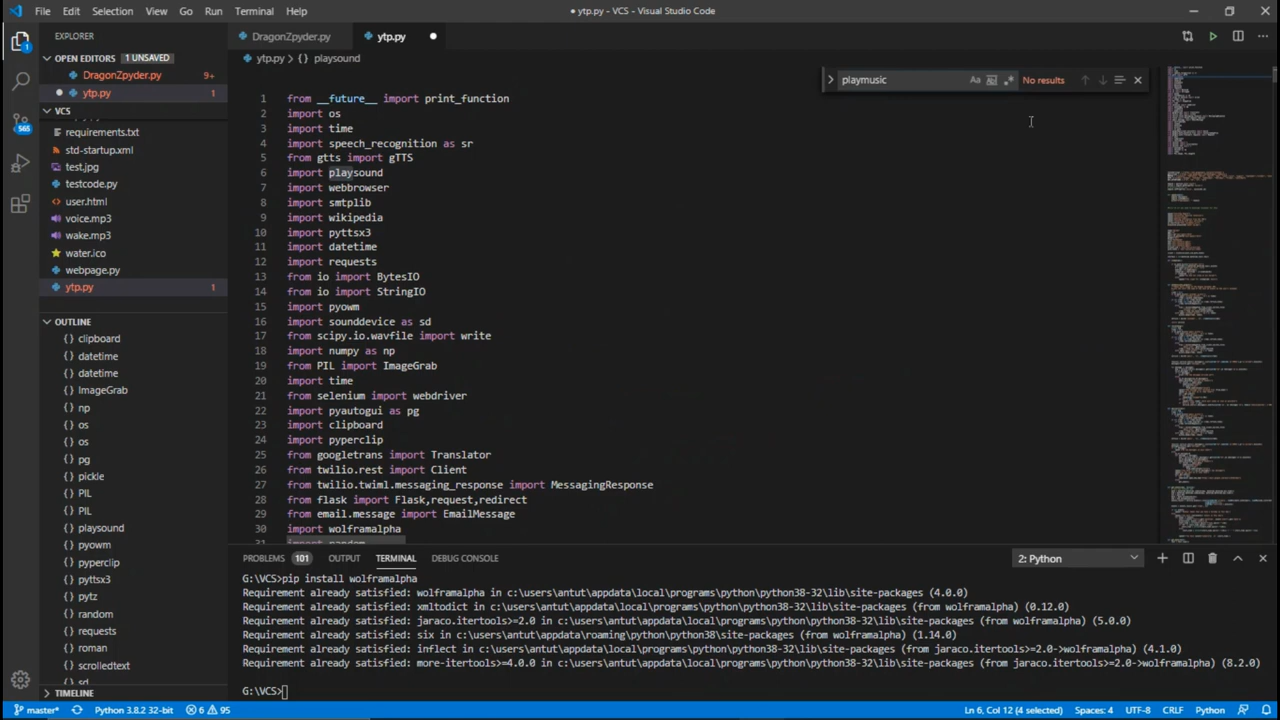 File Edit Selection View Go Run Terminal Help
● ytp.py - VCS - Visual Studio Code
EXPLORER
DragonZpyder.py
ytp.py ●
OPEN EDITORS 1 UNSAVED
ytp.py > {} playsound
DragonZpyder.py 9+
● ytp.py 1
playmusic Aa No results
VCS
requirements.txt
std-startup.xml
test.jpg
testcode.py
user.html
voice.mp3
wake.mp3
water.ico
webpage.py
ytp.py 1
1
565
OUTLINE
{} clipboard
{} datetime
{} datetime
{} ImageGrab
{} np
{} os
{} os
{} pg
{} pickle
{} PIL
{} PIL
{} playsound
{} pyowm
{} pyperclip
{} pyttsx3
{} pytz
{} random
{} requests
{} roman
{} scrolledtext
{} sd
TIMELINE
1 from __future__ import print_function
2 import os
3 import time
4 import speech_recognition as sr
5 from gtts import gTTS
6 import playsound
7 import webbrowser
8 import smtplib
9 import wikipedia
10 import pyttsx3
11 import datetime
12 import requests
13 from io import BytesIO
14 from io import StringIO
15 import pyowm
16 import sounddevice as sd
17 from scipy.io.wavfile import write
18 import numpy as np
19 from PIL import ImageGrab
20 import time
21 from selenium import webdriver
22 import pyautogui as pg
23 import clipboard
24 import pyperclip
25 from googletrans import Translator
26 from twilio.rest import Client
27 from twilio.twiml.messaging_response import MessagingResponse
28 from flask import Flask,request,redirect
29 from email.message import EmailMessage
30 import wolframalpha
31 import random
PROBLEMS 101 OUTPUT TERMINAL DEBUG CONSOLE
2: Python
G:\VCS>pip install wolframalpha
Requirement already satisfied: wolframalpha in c:\users\antut\appdata\local\programs\python\python38-32\lib\site-packages (4.0.0)
Requirement already satisfied: xmltodict in c:\users\antut\appdata\local\programs\python\python38-32\lib\site-packages (from wolframalpha) (0.12.0)
Requirement already satisfied: jaraco.itertools>=2.0 in c:\users\antut\appdata\local\programs\python\python38-32\lib\site-packages (from wolframalpha) (5.0.0)
Requirement already satisfied: six in c:\users\antut\appdata\roaming\python\python38\site-packages (from wolframalpha) (1.14.0)
Requirement already satisfied: inflect in c:\users\antut\appdata\local\programs\python\python38-32\lib\site-packages (from jaraco.itertools>=2.0->wolframalpha) (4.1.0)
Requirement already satisfied: more-itertools>=4.0.0 in c:\users\antut\appdata\local\programs\python\python38-32\lib\site-packages (from jaraco.itertools>=2.0->wolframalpha) (8.2.0)
G:\VCS>
master* Python 3.8.2 32-bit 6 95
Ln 6, Col 12 (4 selected) Spaces: 4 UTF-8 CRLF Python